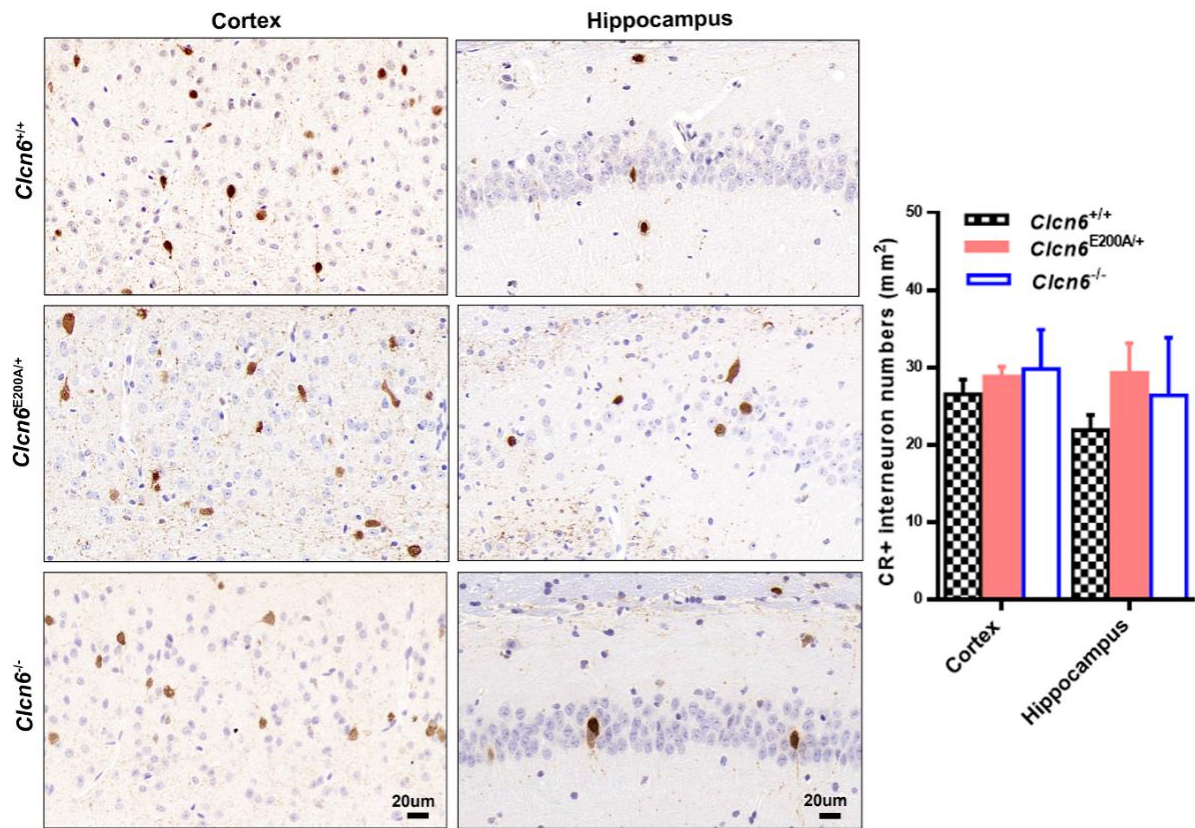 Cortex
Hippocampus
Clcn6+/+
Clcn6E200A/+
Clcn6-/-
20um
20um
CR+ interneuron numbers (mm2)
50
40
30
20
10
0
Clcn6+/+
Clcn6E200A/+
Clcn6-/-
Cortex
Hippocampus